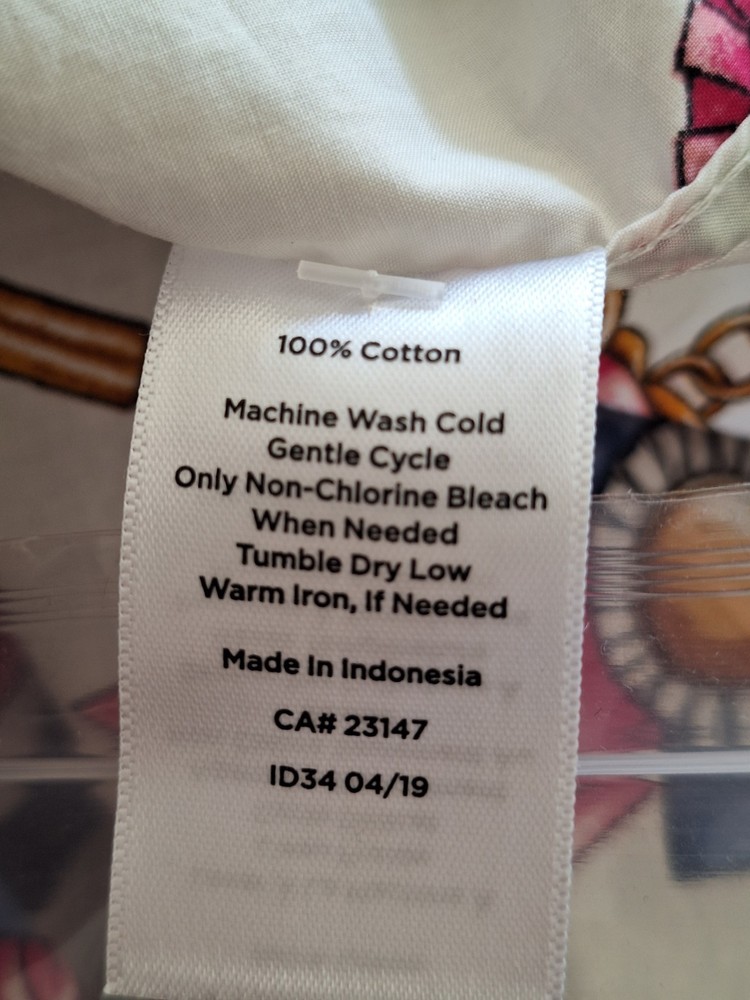 100% Cotton
Machine Wash Cold
Gentle Cycle
Only Non-Chlorine Bleach
When Needed
Tumble Dry Low
Warm Iron, If Needed
Made In Indonesia
CA# 23147
ID34 04/19